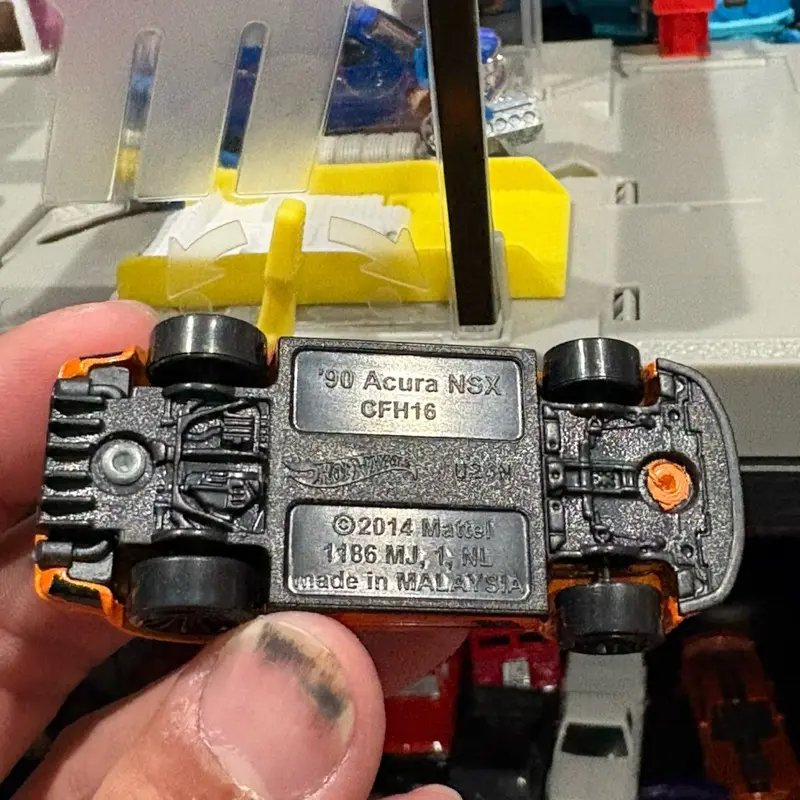 '90 Acura NSX
CFH16
Hot Wheels
©2014 Mattel
1186 MJ, 1, NL
made in MALAYSIA